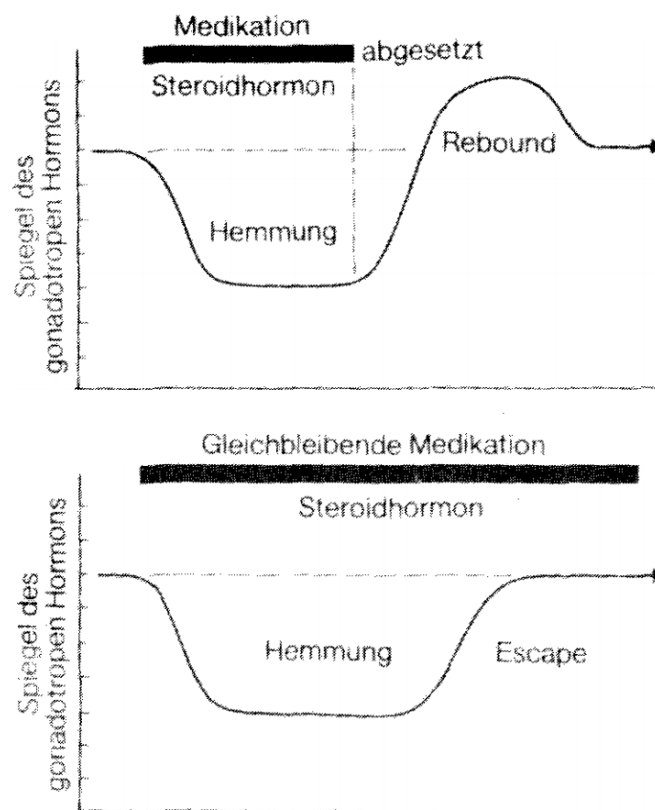 Medikation
abgesetzt
Steroidhormon
Rebound
Hemmung
Spiegel des
gonadotropen Hormons
Gleichbleibende Medikation
Steroidhormon
Hemmung
Escape
Spiegel des
gonadotropen Hormons